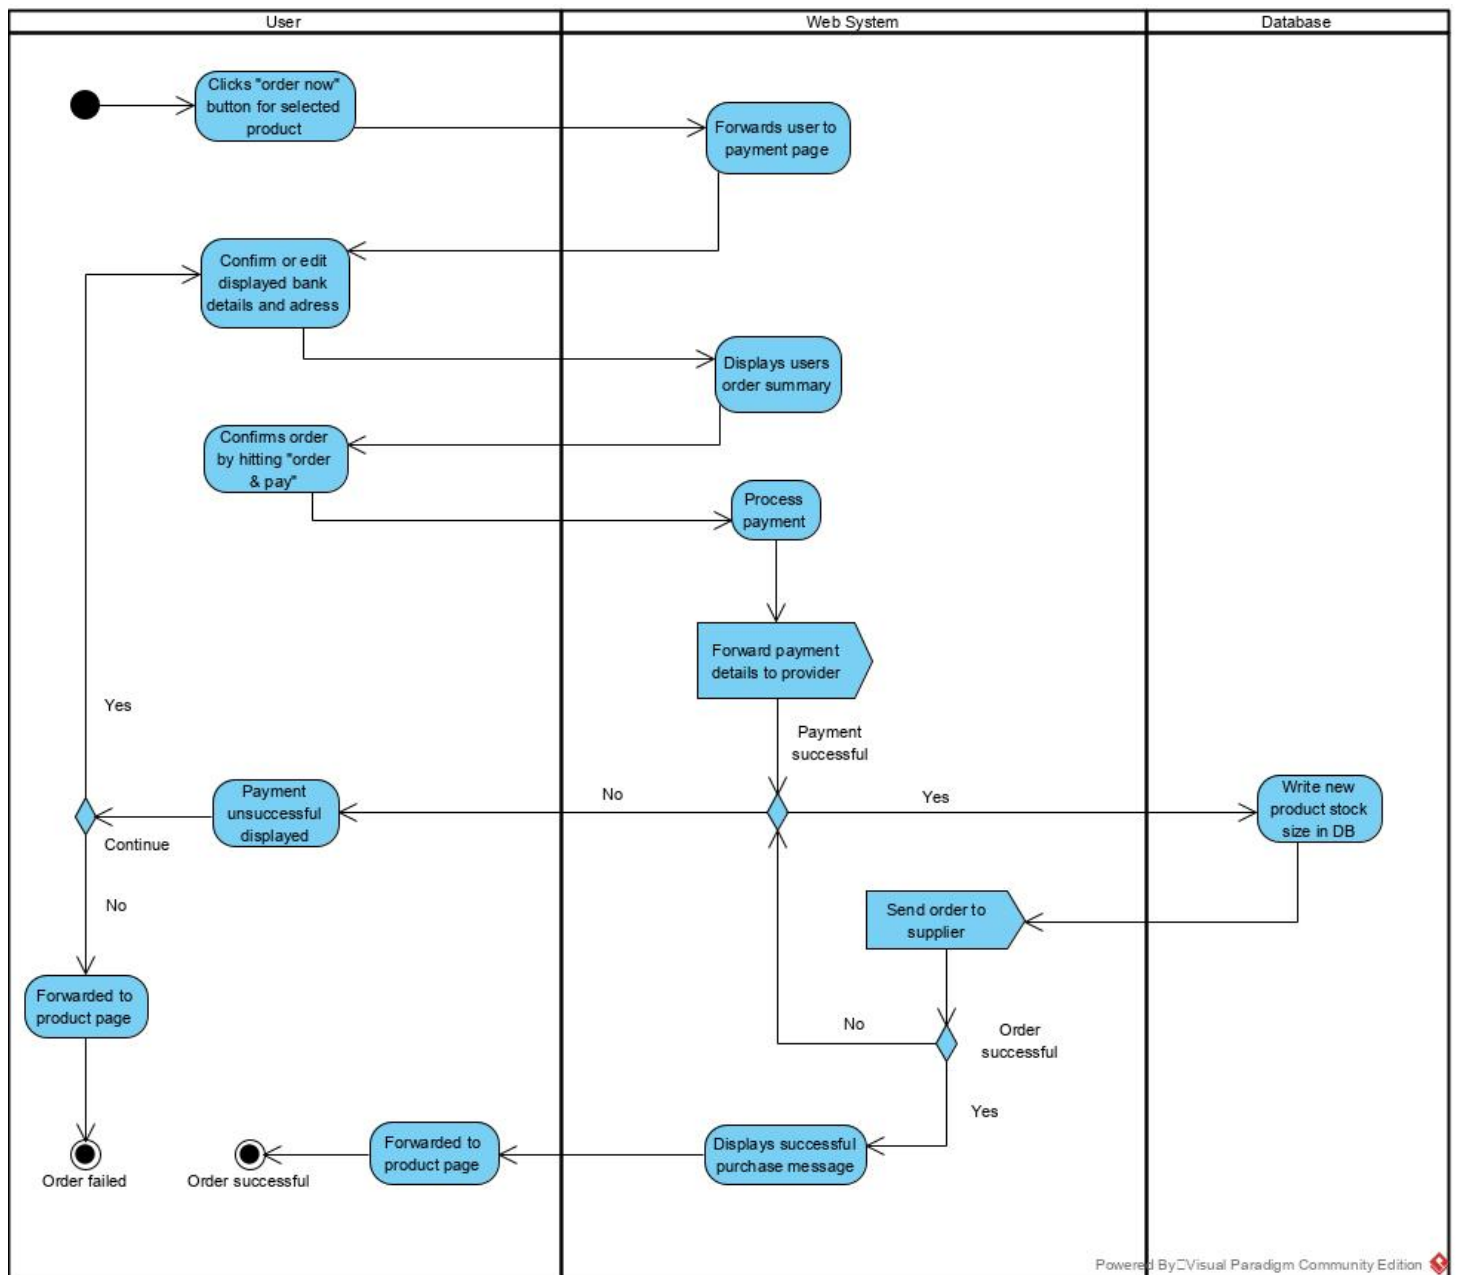 User
Web System
Database
Clicks "order now"
button for selected
product
Forwards user to
payment page
Confirm or edit
displayed bank
details and adress
Displays users
order summary
Confirms order
by hitting "order
& pay"
Process
payment
Forward payment
details to provider
Yes
Payment
successful
Payment
unsuccessful
displayed
No
Yes
Write new
product stock
size in DB
Continue
No
Send order to
supplier
Forwarded to
product page
No
Order
successful
Yes
Forwarded to
product page
Displays successful
purchase message
Order failed
Order successful
Powered By Visual Paradigm Community Edition